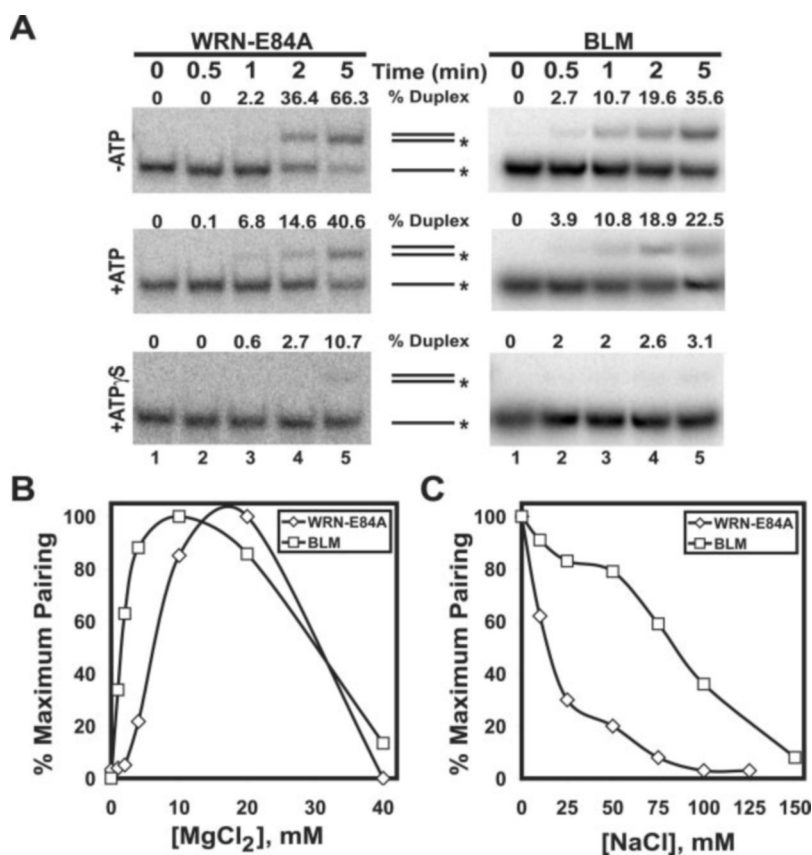 A
WRN-E84A BLM
0 0.5 1 2 5 Time (min) 0 0.5 1 2 5
0 0 2.2 36.4 66.3 % Duplex 0 2.7 10.7 19.6 35.6
-ATP
*
*
0 0.1 6.8 14.6 40.6 % Duplex 0 3.9 10.8 18.9 22.5
+ATP
*
*
0 0 0.6 2.7 10.7 % Duplex 0 2 2 2.6 3.1
+ATPγS
*
*
1 2 3 4 5 1 2 3 4 5
B
% Maximum Pairing
100
80
60
40
20
0
WRN-E84A
BLM
0 10 20 30 40
[MgCl2], mM
C
% Maximum Pairing
100
80
60
40
20
0
WRN-E84A
BLM
0 25 50 75 100 125 150
[NaCl], mM